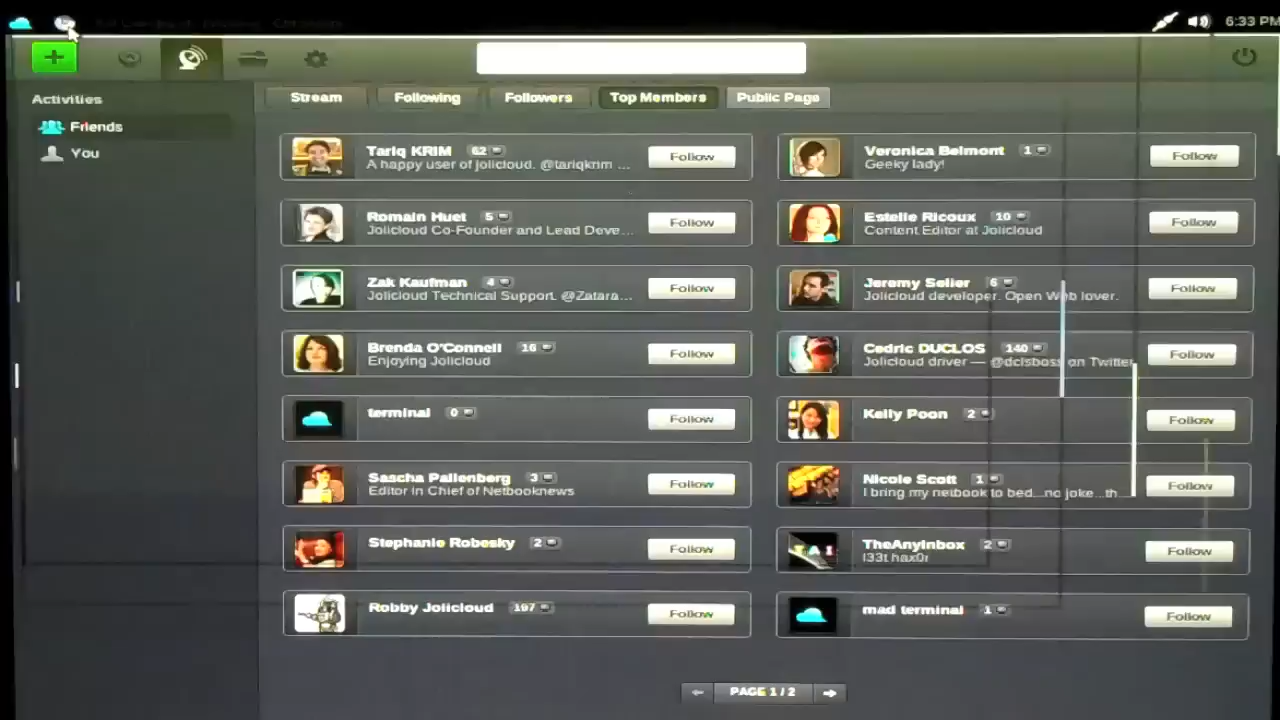 6:33 PM
Activities
Friends
You
Stream
Following
Followers
Top Members
Public Page
Tariq KRIM 62
A happy user of jolicloud. @tariqkrim ...
Follow
Veronica Belmont 1
Geeky lady!
Follow
Romain Huet 5
Jolicloud Co-Founder and Lead Deve...
Follow
Estelle Ricoux 10
Content Editor at Jolicloud
Follow
Zak Kaufman 4
Jolicloud Technical Support. @Zatara...
Follow
Jeremy Selier 6
Jolicloud developer. Open Web lover.
Follow
Brenda O'Connell 16
Enjoying Jolicloud
Follow
Cedric DUCLOS 140
Jolicloud driver — @dclsboss on Twitter
Follow
terminal 0
Follow
Kelly Poon 2
Follow
Sascha Pallenberg 3
Editor in Chief of Netbooknews
Follow
Nicole Scott 1
I bring my netbook to bed...no joke...th...
Follow
Stephanie Robesky 2
Follow
TheAnyInbox 2
l33t hax0r
Follow
Robby Jolicloud 197
Follow
mad terminal 1
Follow
PAGE 1 / 2